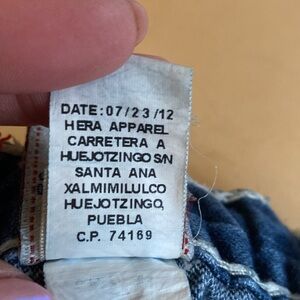 DATE:07/23/12
HERA APPAREL
CARRETERA A
HUEJOTZINGO S/N
SANTA ANA
XALMIMILULCO
HUEJOTZINGO,
PUEBLA
C.P. 74169